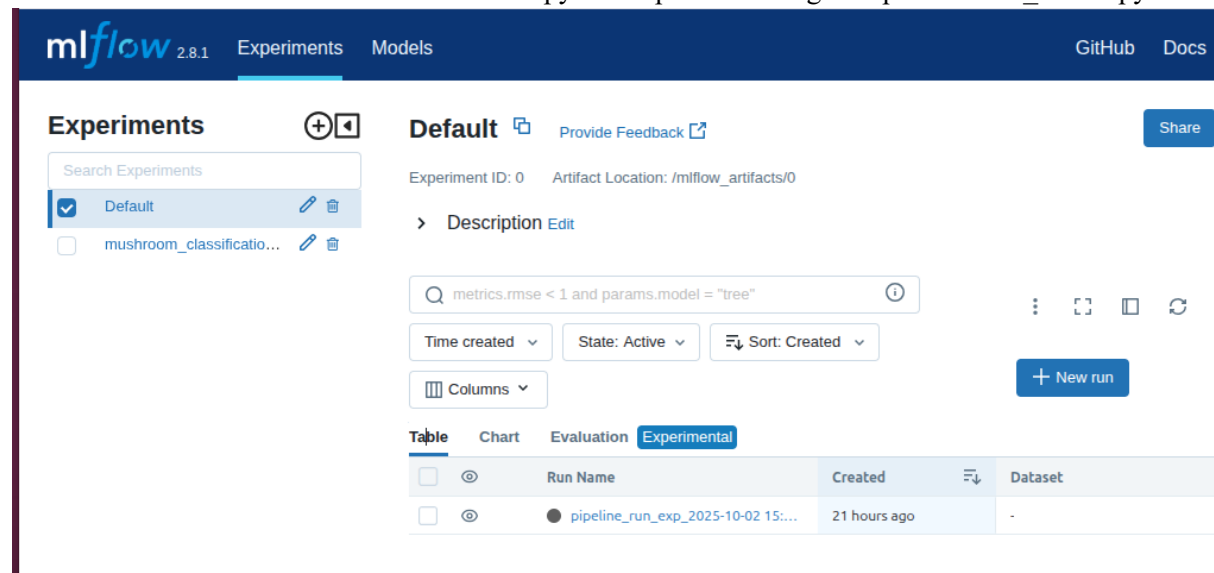 mlflow 2.8.1 Experiments Models GitHub Docs
Experiments
Search Experiments
Default
mushroom_classificatio...
Default Provide Feedback Share
Experiment ID: 0 Artifact Location: /mlflow_artifacts/0
Description Edit
metrics.rmse < 1 and params.model = "tree"
Time created State: Active Sort: Created
Columns
+ New run
Table Chart Evaluation Experimental
Run Name Created Dataset
pipeline_run_exp_2025-10-02 15:... 21 hours ago -